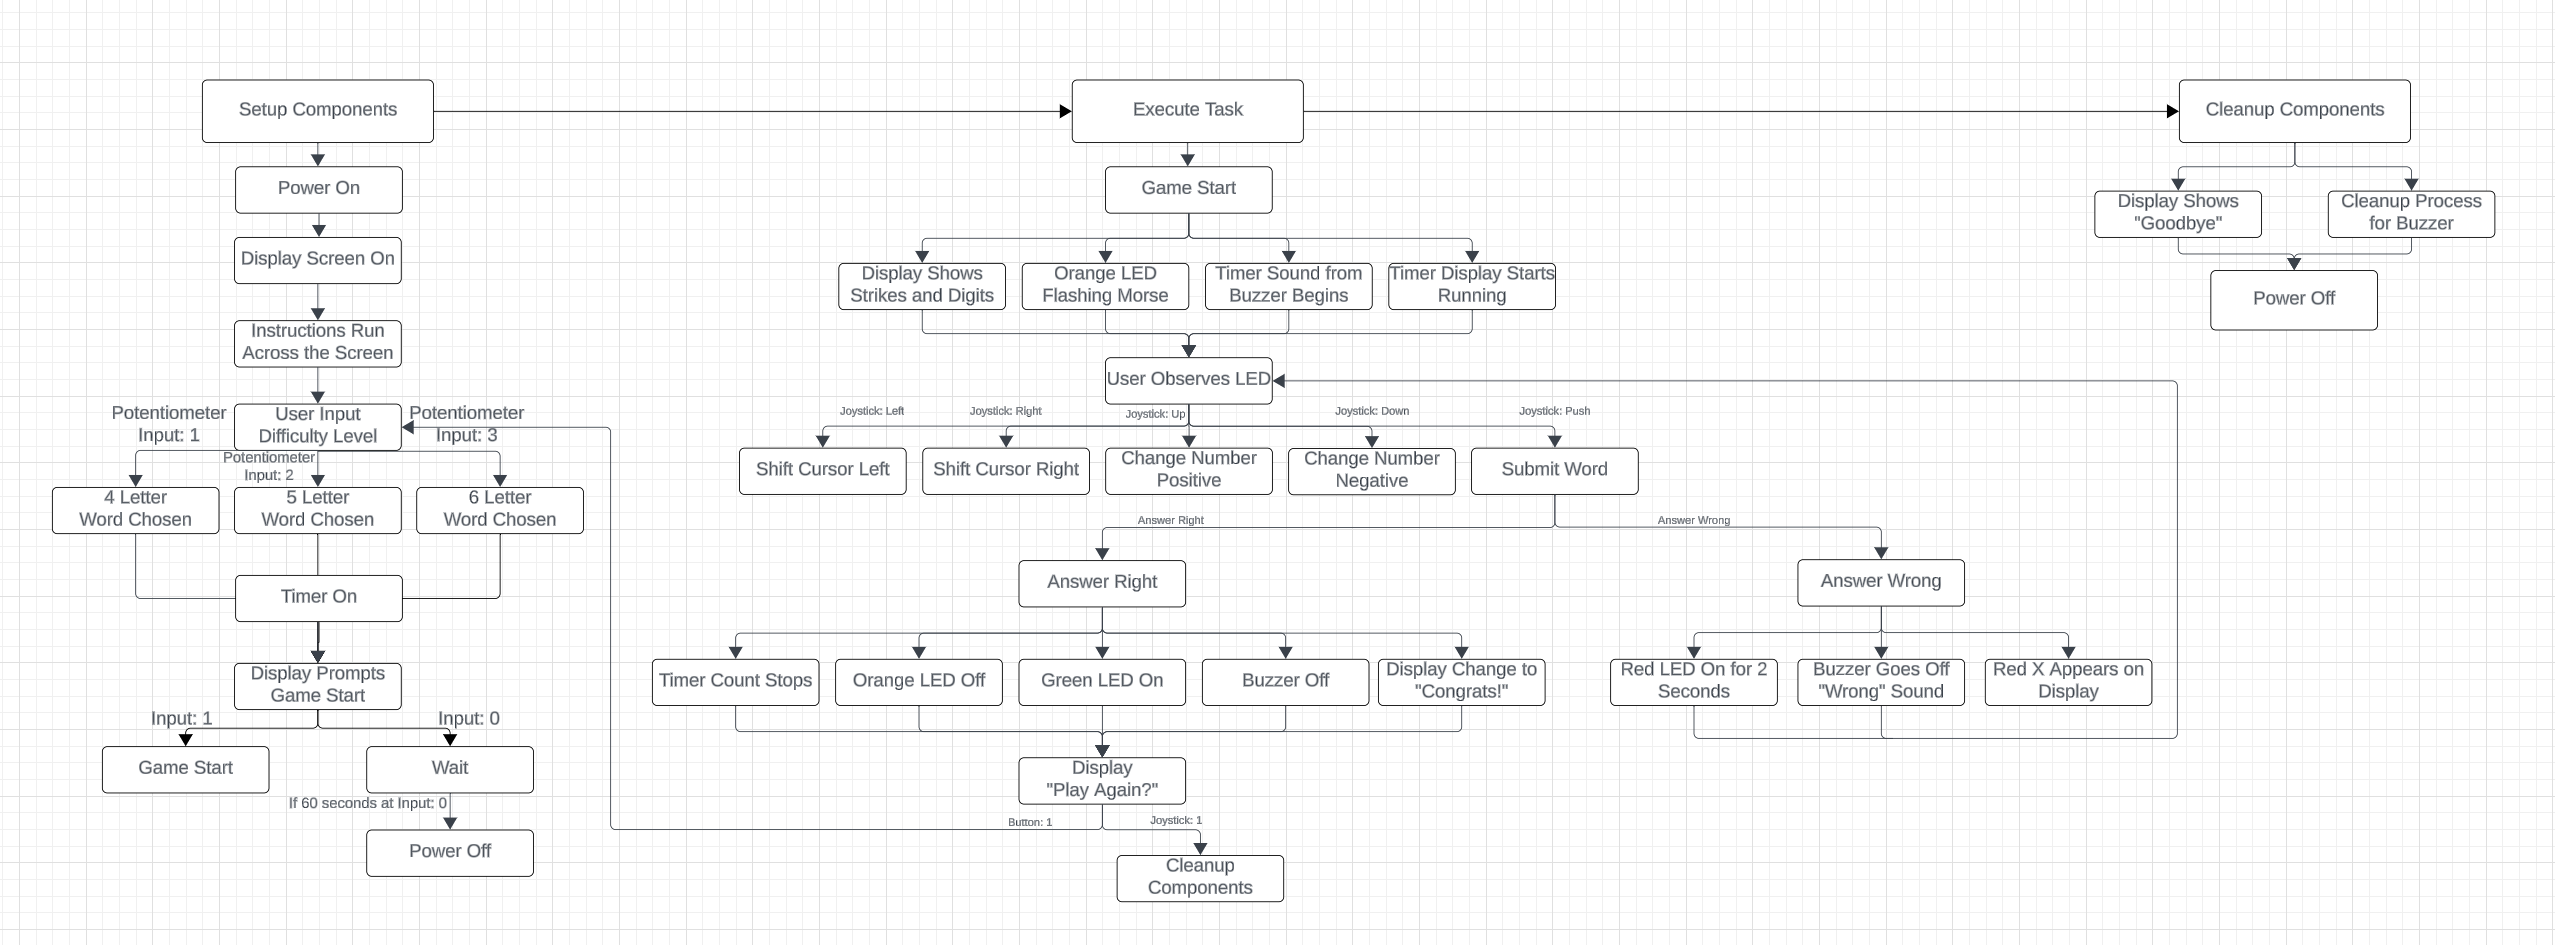 Setup Components
Execute Task
Cleanup Components
Power On
Display Screen On
Instructions Run
Across the Screen
Potentiometer
Input: 1
User Input
Difficulty Level
Potentiometer
Input: 3
Potentiometer
Input: 2
4 Letter
Word Chosen
5 Letter
Word Chosen
6 Letter
Word Chosen
Timer On
Display Prompts
Game Start
Input: 1
Input: 0
Game Start
Wait
If 60 seconds at Input: 0
Power Off
Game Start
Display Shows
Strikes and Digits
Orange LED
Flashing Morse
Timer Sound from
Buzzer Begins
Timer Display Starts
Running
User Observes LED
Joystick: Left
Joystick: Right
Joystick: Up
Joystick: Down
Joystick: Push
Shift Cursor Left
Shift Cursor Right
Change Number
Positive
Change Number
Negative
Submit Word
Answer Right
Answer Wrong
Answer Right
Answer Wrong
Timer Count Stops
Orange LED Off
Green LED On
Buzzer Off
Display Change to
"Congrats!"
Red LED On for 2
Seconds
Buzzer Goes Off
"Wrong" Sound
Red X Appears on
Display
Display
"Play Again?"
Button: 1
Joystick: 1
Cleanup
Components
Display Shows
"Goodbye"
Cleanup Process
for Buzzer
Power Off